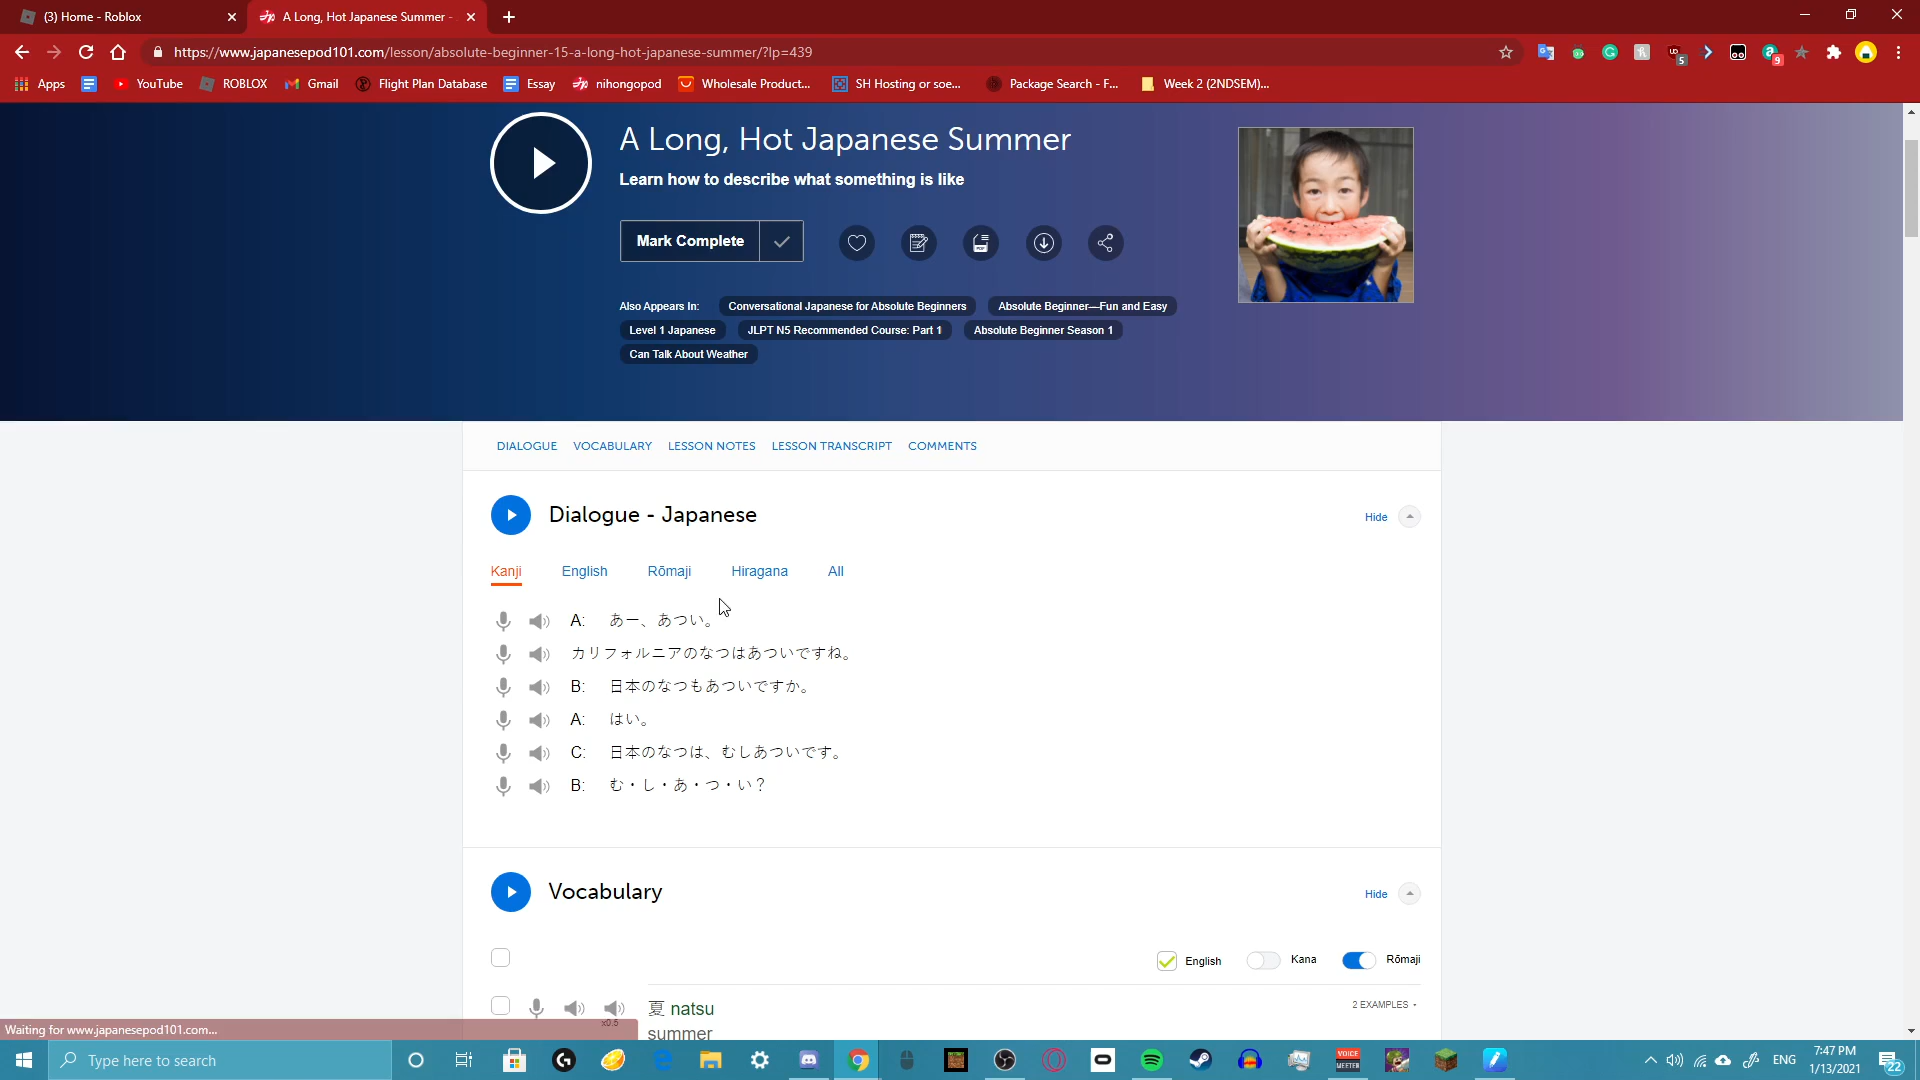 (3) Home - Roblox
A Long, Hot Japanese Summer -
https://www.japanesepod101.com/lesson/absolute-beginner-15-a-long-hot-japanese-summer/?lp=439
5
9
Apps YouTube ROBLOX Gmail Flight Plan Database Essay nihongopod Wholesale Product... SH Hosting or soe... Package Search - F... Week 2 (2NDSEM)...
A Long, Hot Japanese Summer
Learn how to describe what something is like
Mark Complete
Also Appears In: Conversational Japanese for Absolute Beginners Absolute Beginner—Fun and Easy
Level 1 Japanese JLPT N5 Recommended Course: Part 1 Absolute Beginner Season 1
Can Talk About Weather
DIALOGUE VOCABULARY LESSON NOTES LESSON TRANSCRIPT COMMENTS
Dialogue - Japanese
Hide
Kanji English Rōmaji Hiragana All
A: あー、あつい。
カリフォルニアのなつはあついですね。
B: 日本のなつもあついですか。
A: はい。
C: 日本のなつは、むしあついです。
B: む・し・あ・つ・い？
Vocabulary
Hide
English Kana Rōmaji
夏 natsu
2 EXAMPLES
x0.5
summer
Waiting for www.japanesepod101.com...
Type here to search
VOICE
MEETER
ENG
7:47 PM
1/13/2021
22